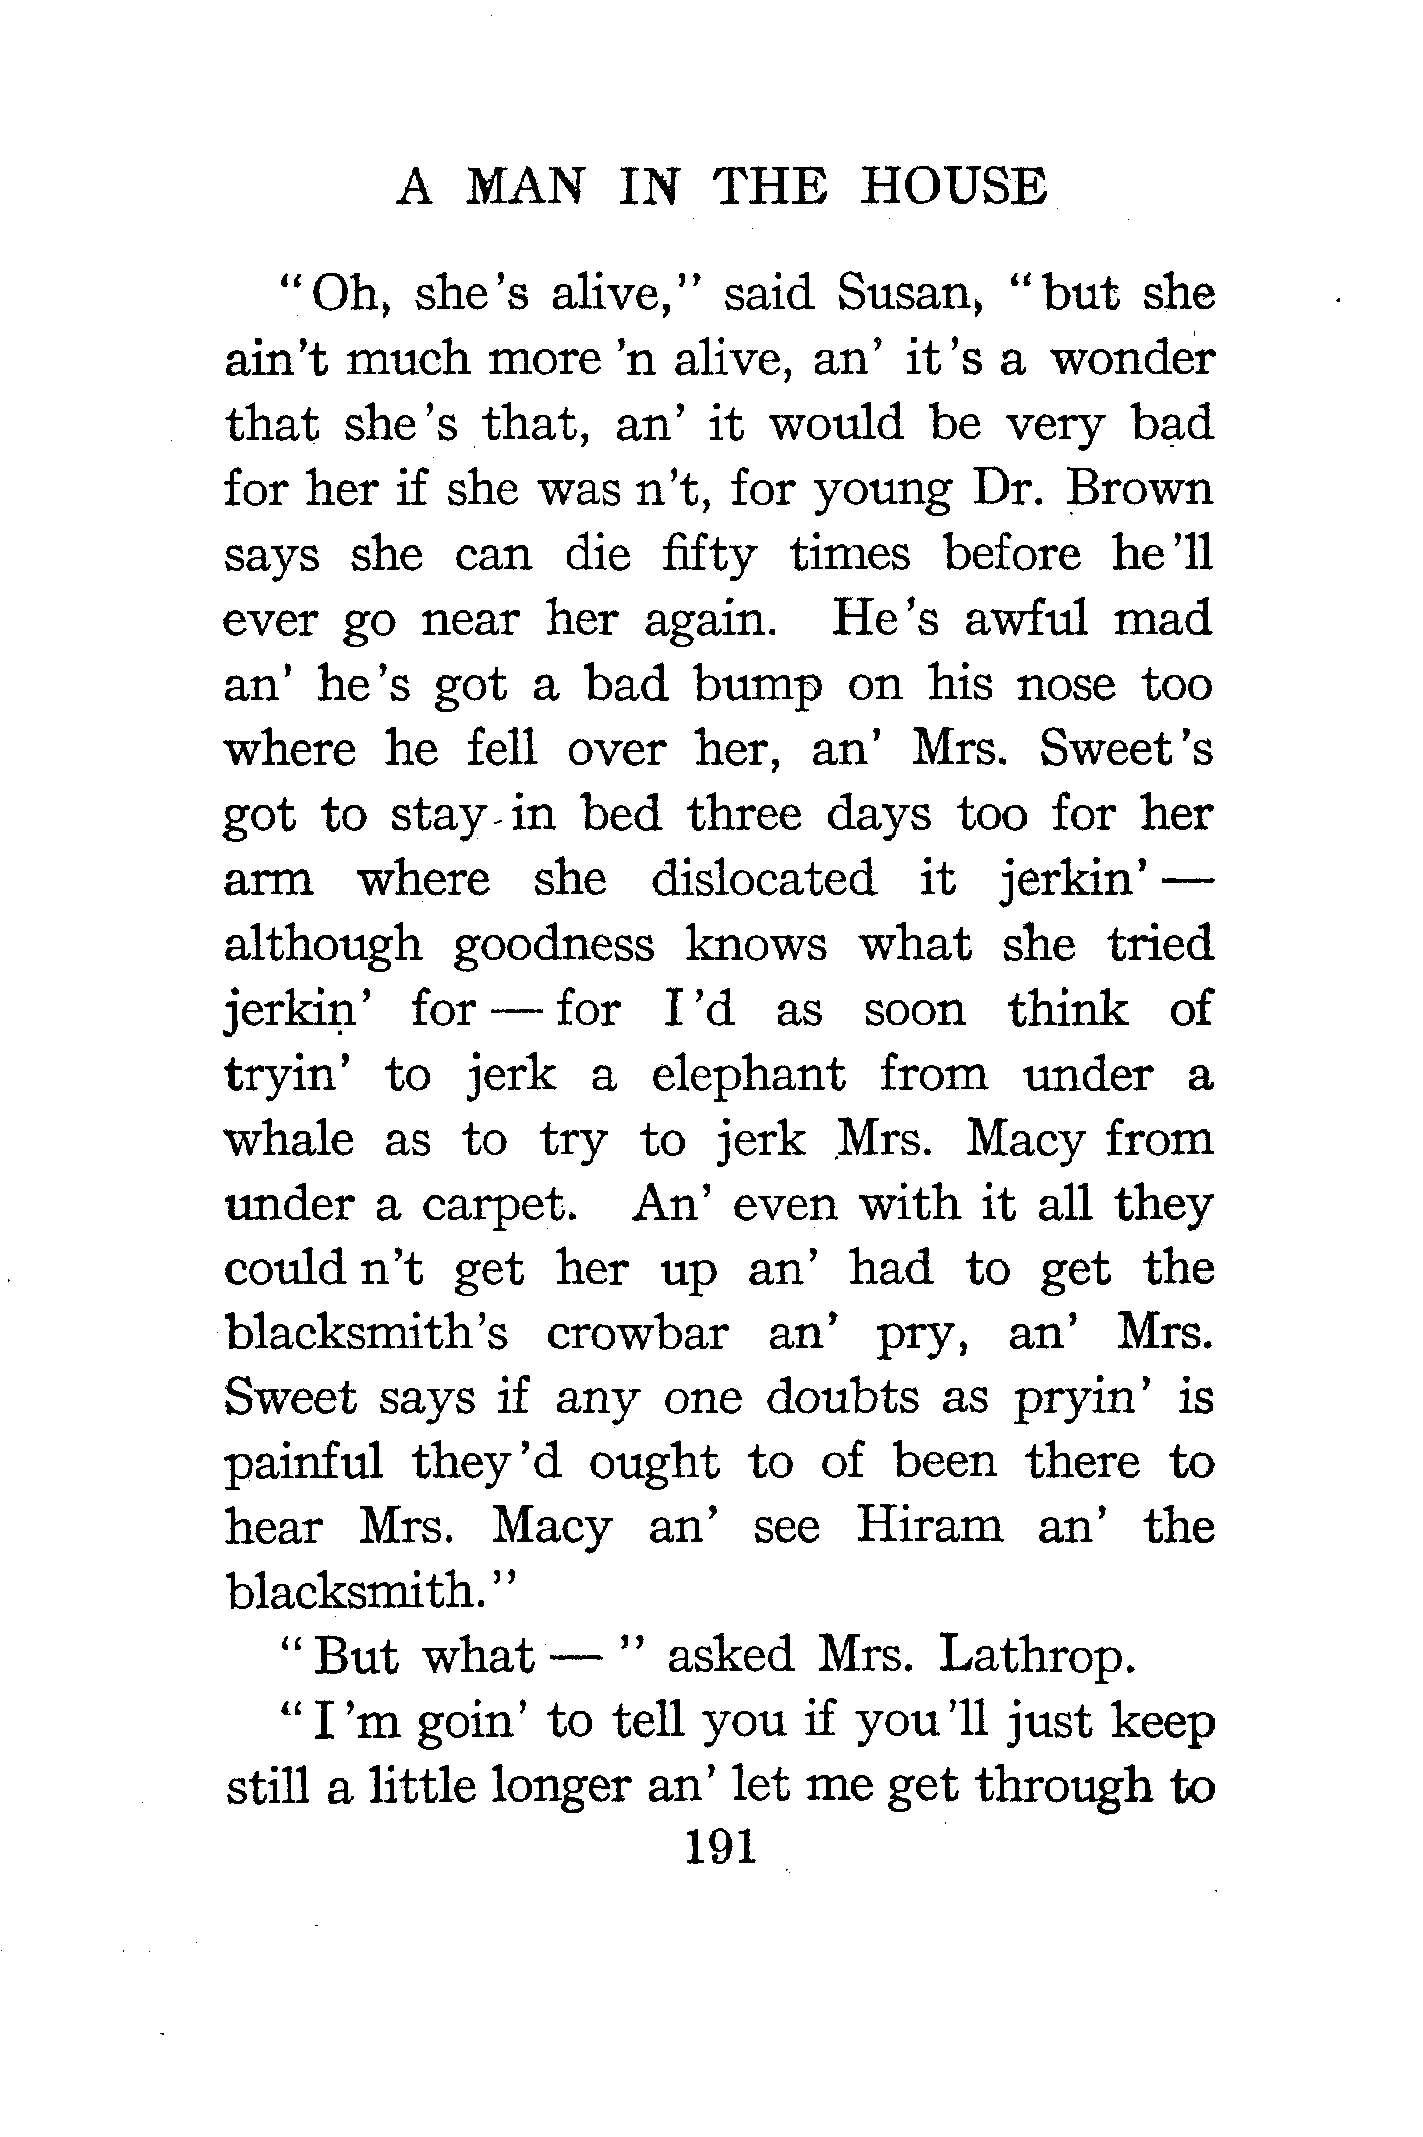 A MAN IN THE HOUSE
"Oh, she's alive," said Susan, "but she
ain't much more 'n alive, an' it's a wonder
that she's that, an' it would be very bad
for her if she was n't, for young Dr. Brown
says she can die fifty times before he'll
ever go near her again. He's awful mad
an' he's got a bad bump on his nose too
where he fell over her, an' Mrs. Sweet's
got to stay in bed three days too for her
arm where she dislocated it jerkin' —
although goodness knows what she tried
jerkin' for — for I'd as soon think of
tryin' to jerk a elephant from under a
whale as to try to jerk Mrs. Macy from
under a carpet. An' even with it all they
could n't get her up an' had to get the
blacksmith's crowbar an' pry, an' Mrs.
Sweet says if any one doubts as pryin' is
painful they'd ought to of been there to
hear Mrs. Macy an' see Hiram an' the
blacksmith."
"But what — " asked Mrs. Lathrop.
"I'm goin' to tell you if you'll just keep
still a little longer an' let me get through to
191